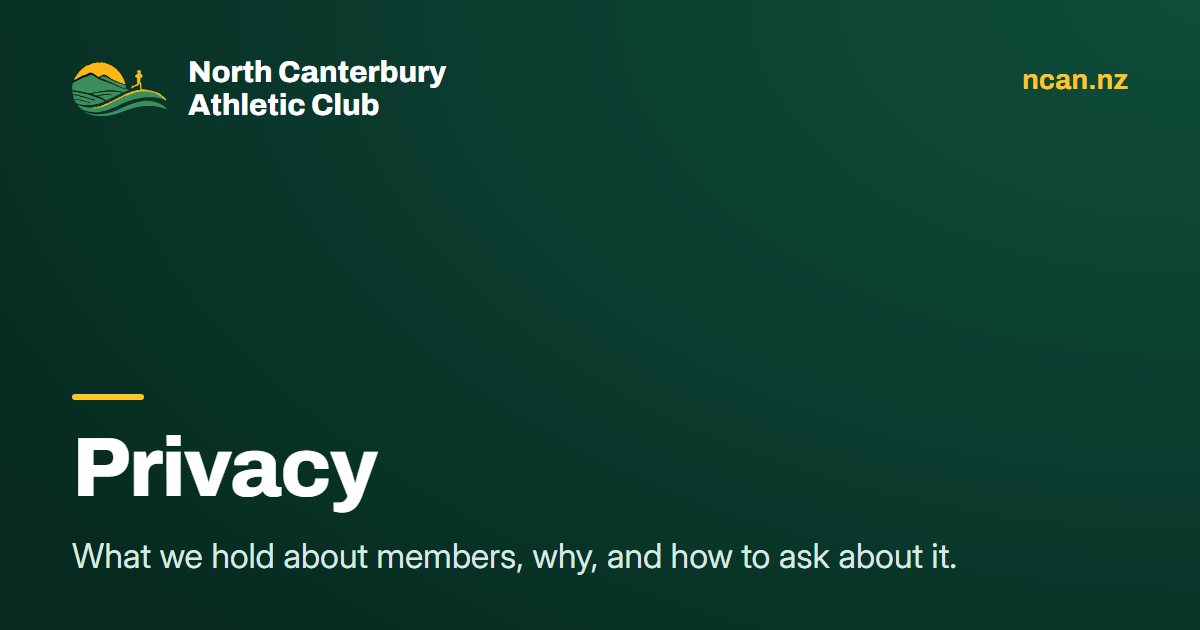 North Canterbury
Athletic Club
ncan.nz
Privacy
What we hold about members, why, and how to ask about it.